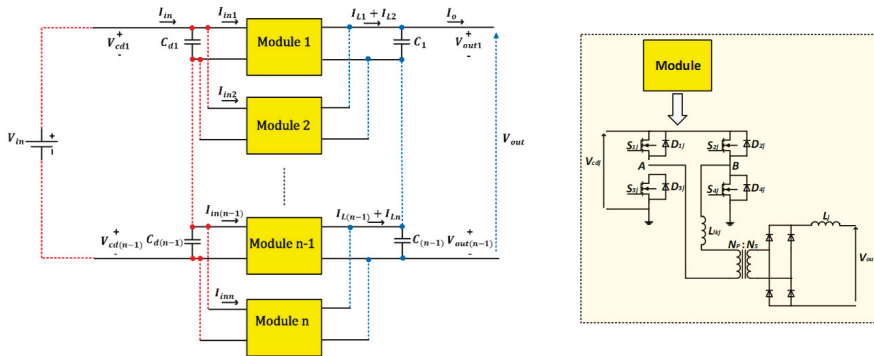 I_in
I_in1
I_L1 + I_L2
I_o
+
V_cd1
-
C_d1
Module 1
C_1
+
V_out1
-
I_in2
Module 2
V_in
+
-
V_out
I_in(n−1)
I_L(n−1) + I_Ln
+
V_cd(n−1)
-
C_d(n−1)
Module n-1
C_(n−1)
+
V_out(n−1)
-
I_inn
Module n
Module
V_cdj
S_1j
D_1j
S_2j
D_2j
A
B
S_3j
D_3j
S_4j
D_4j
L_lkj
N_P : N_S
L_j